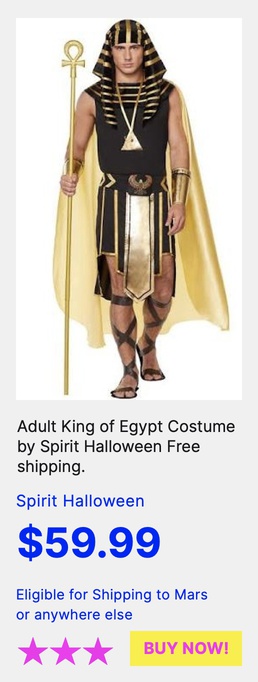 Adult King of Egypt Costume
by Spirit Halloween Free
shipping.
Spirit Halloween
$59.99
Eligible for Shipping to Mars
or anywhere else
BUY NOW!